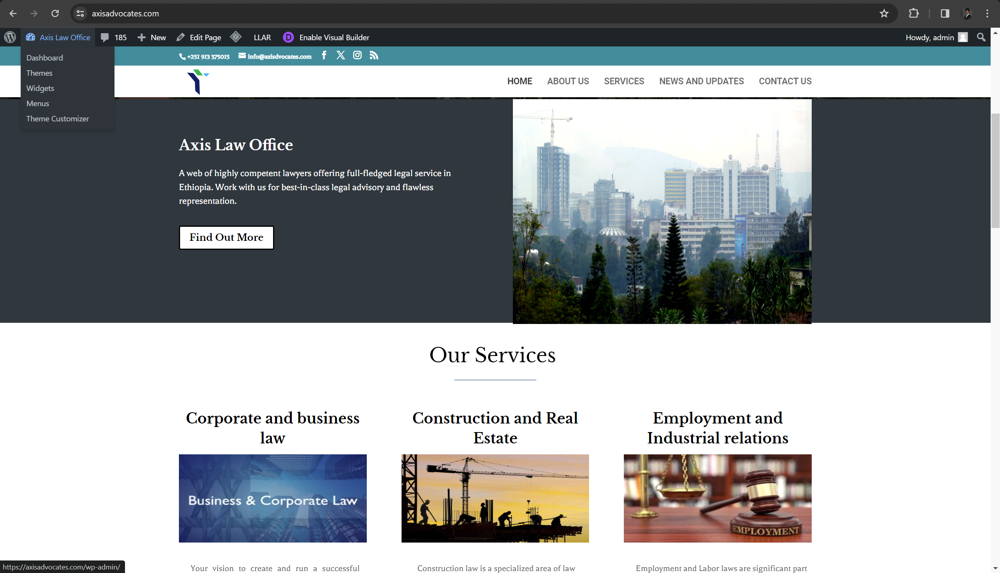 axisadvocates.com
Axis Law Office
185
New
Edit Page
LLAR
D
Enable Visual Builder
Howdy, admin
Dashboard
Themes
Widgets
Menus
Theme Customizer
+251 913 375015
info@axisdvocates.com
HOME
ABOUT US
SERVICES
NEWS AND UPDATES
CONTACT US
Axis Law Office
A web of highly competent lawyers offering full-fledged legal service in
Ethiopia. Work with us for best-in-class legal advisory and flawless
representation.
Find Out More
SAMSUNG
Our Services
Corporate and business
law
Construction and Real
Estate
Employment and
Industrial relations
Business & Corporate Law
EMPLOYMENT
Your vision to create and run a successful
Construction law is a specialized area of law
Employment and Labor laws are significant part
https://axisadvocates.com/wp-admin/